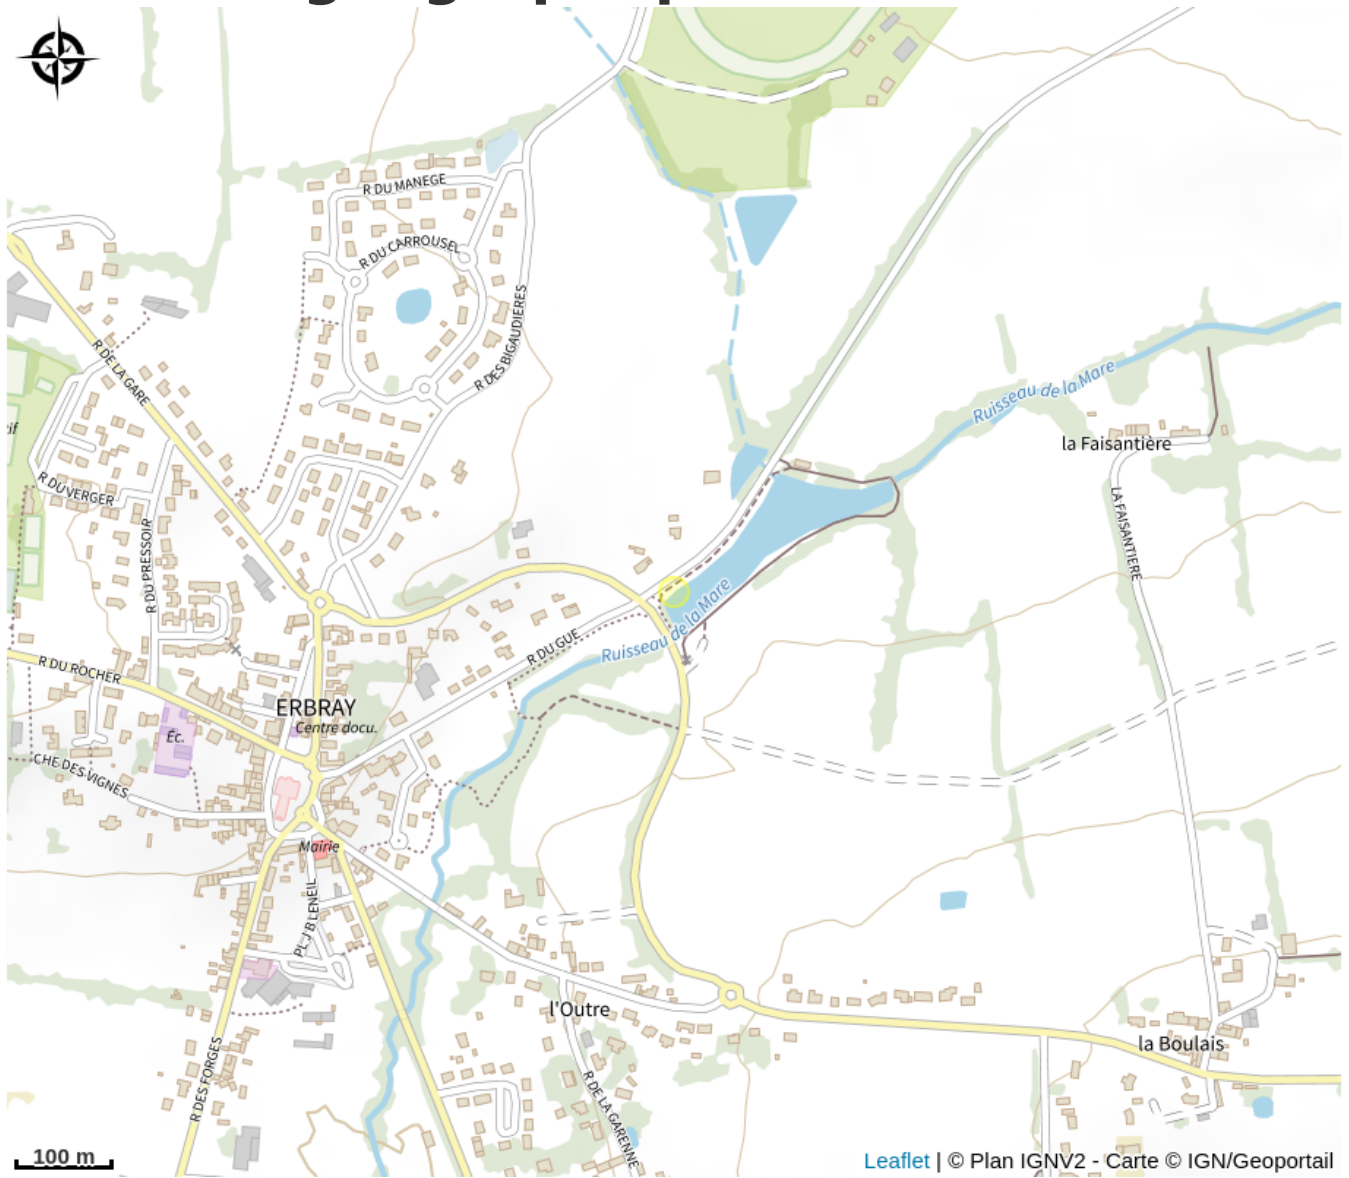 R DU MANEGE
R DU CARROUSEL
R DES BIGAUDIERES
R DE LA GARE
Ruisseau de la Mare
la Faisantière
LA FAISANTIERE
if
R DU VERGER
R DU PRESSOIR
Ruisseau de la Mare
R DU GUE
R DU ROCHER
ERBRAY
Centre docu.
Éc.
CHE DES VIGNES
Mairie
PL J B LENEIL
l'Outre
la Boulais
R DES FORGES
R DE LA GARENNE
100 m
Leaflet | © Plan IGNV2 - Carte © IGN/Geoportail